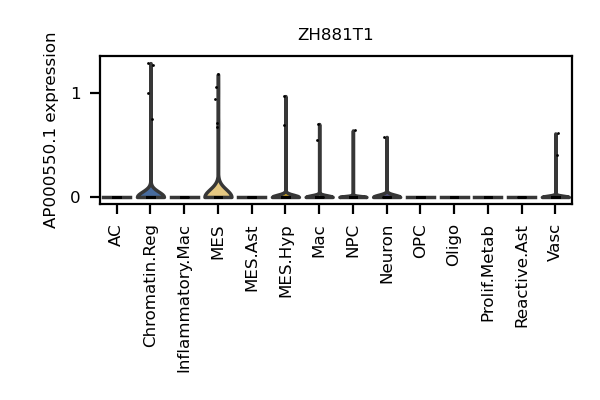 ZH881T1
AP000550.1 expression
1
0
AC
Chromatin.Reg
Inflammatory.Mac
MES
MES.Ast
MES.Hyp
Mac
NPC
Neuron
OPC
Oligo
Prolif.Metab
Reactive.Ast
Vasc